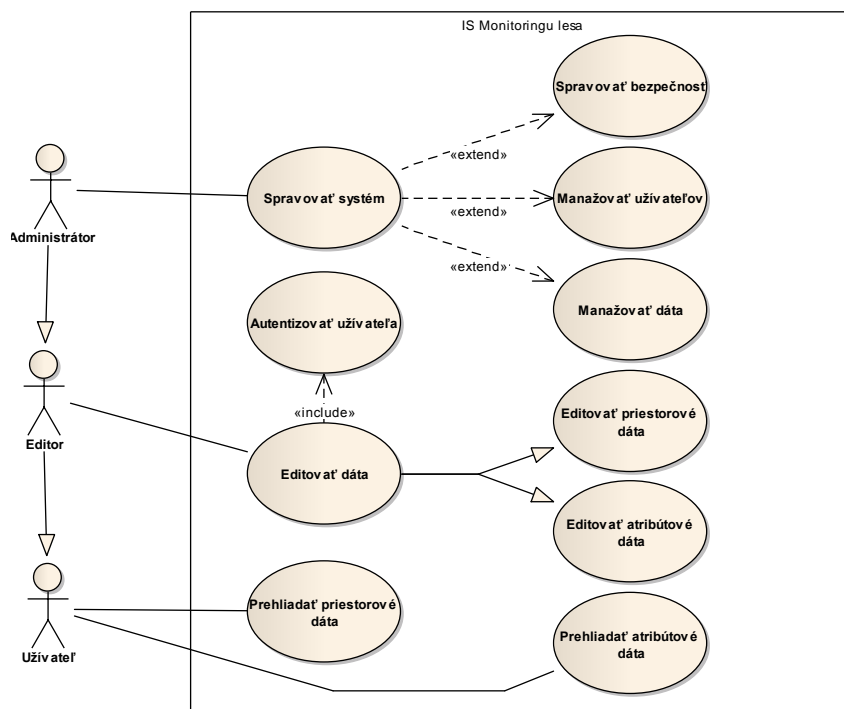 IS Monitoringu lesa
Spravovať bezpečnosť
«extend»
Administrátor
Spravovať systém
Manažovať užívateľov
«extend»
«extend»
Manažovať dáta
Autentizovať užívateľa
«include»
Editor
Editovať dáta
Editovať priestorové
dáta
Editovať atribútové
dáta
Užívateľ
Prehliadať priestorové
dáta
Prehliadať atribútové
dáta